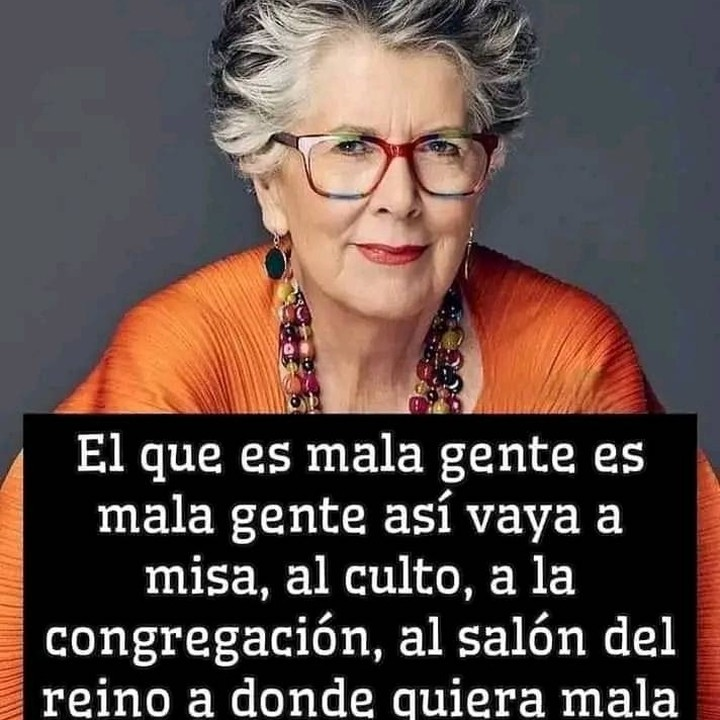 El que es mala gente es
mala gente así vaya a
misa, al culto, a la
congregación, al salón del
reino a donde quiera mala